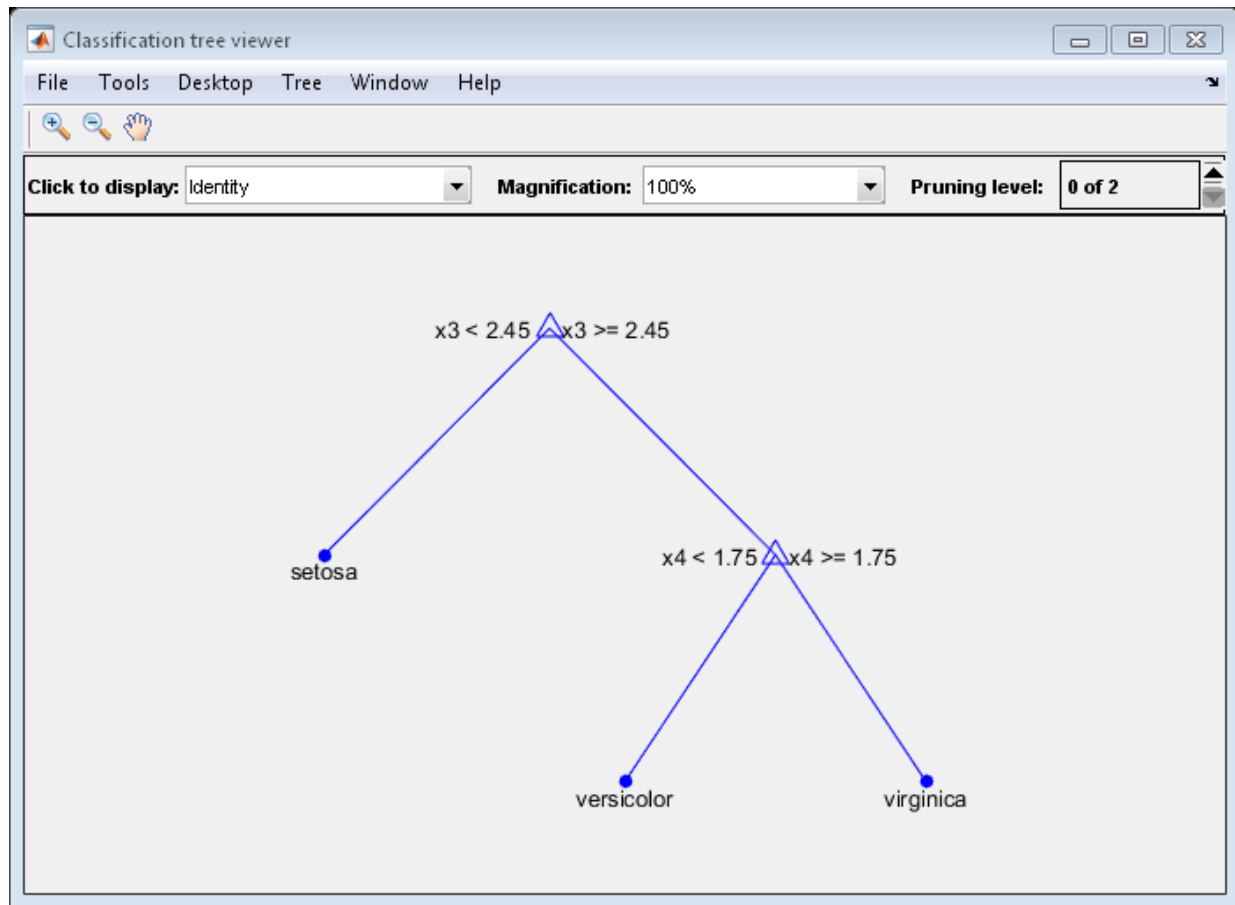 Classification tree viewer
File Tools Desktop Tree Window Help
Click to display: Identity Magnification: 100% Pruning level: 0 of 2
x3 < 2.45 x3 >= 2.45
setosa
x4 < 1.75 x4 >= 1.75
versicolor
virginica